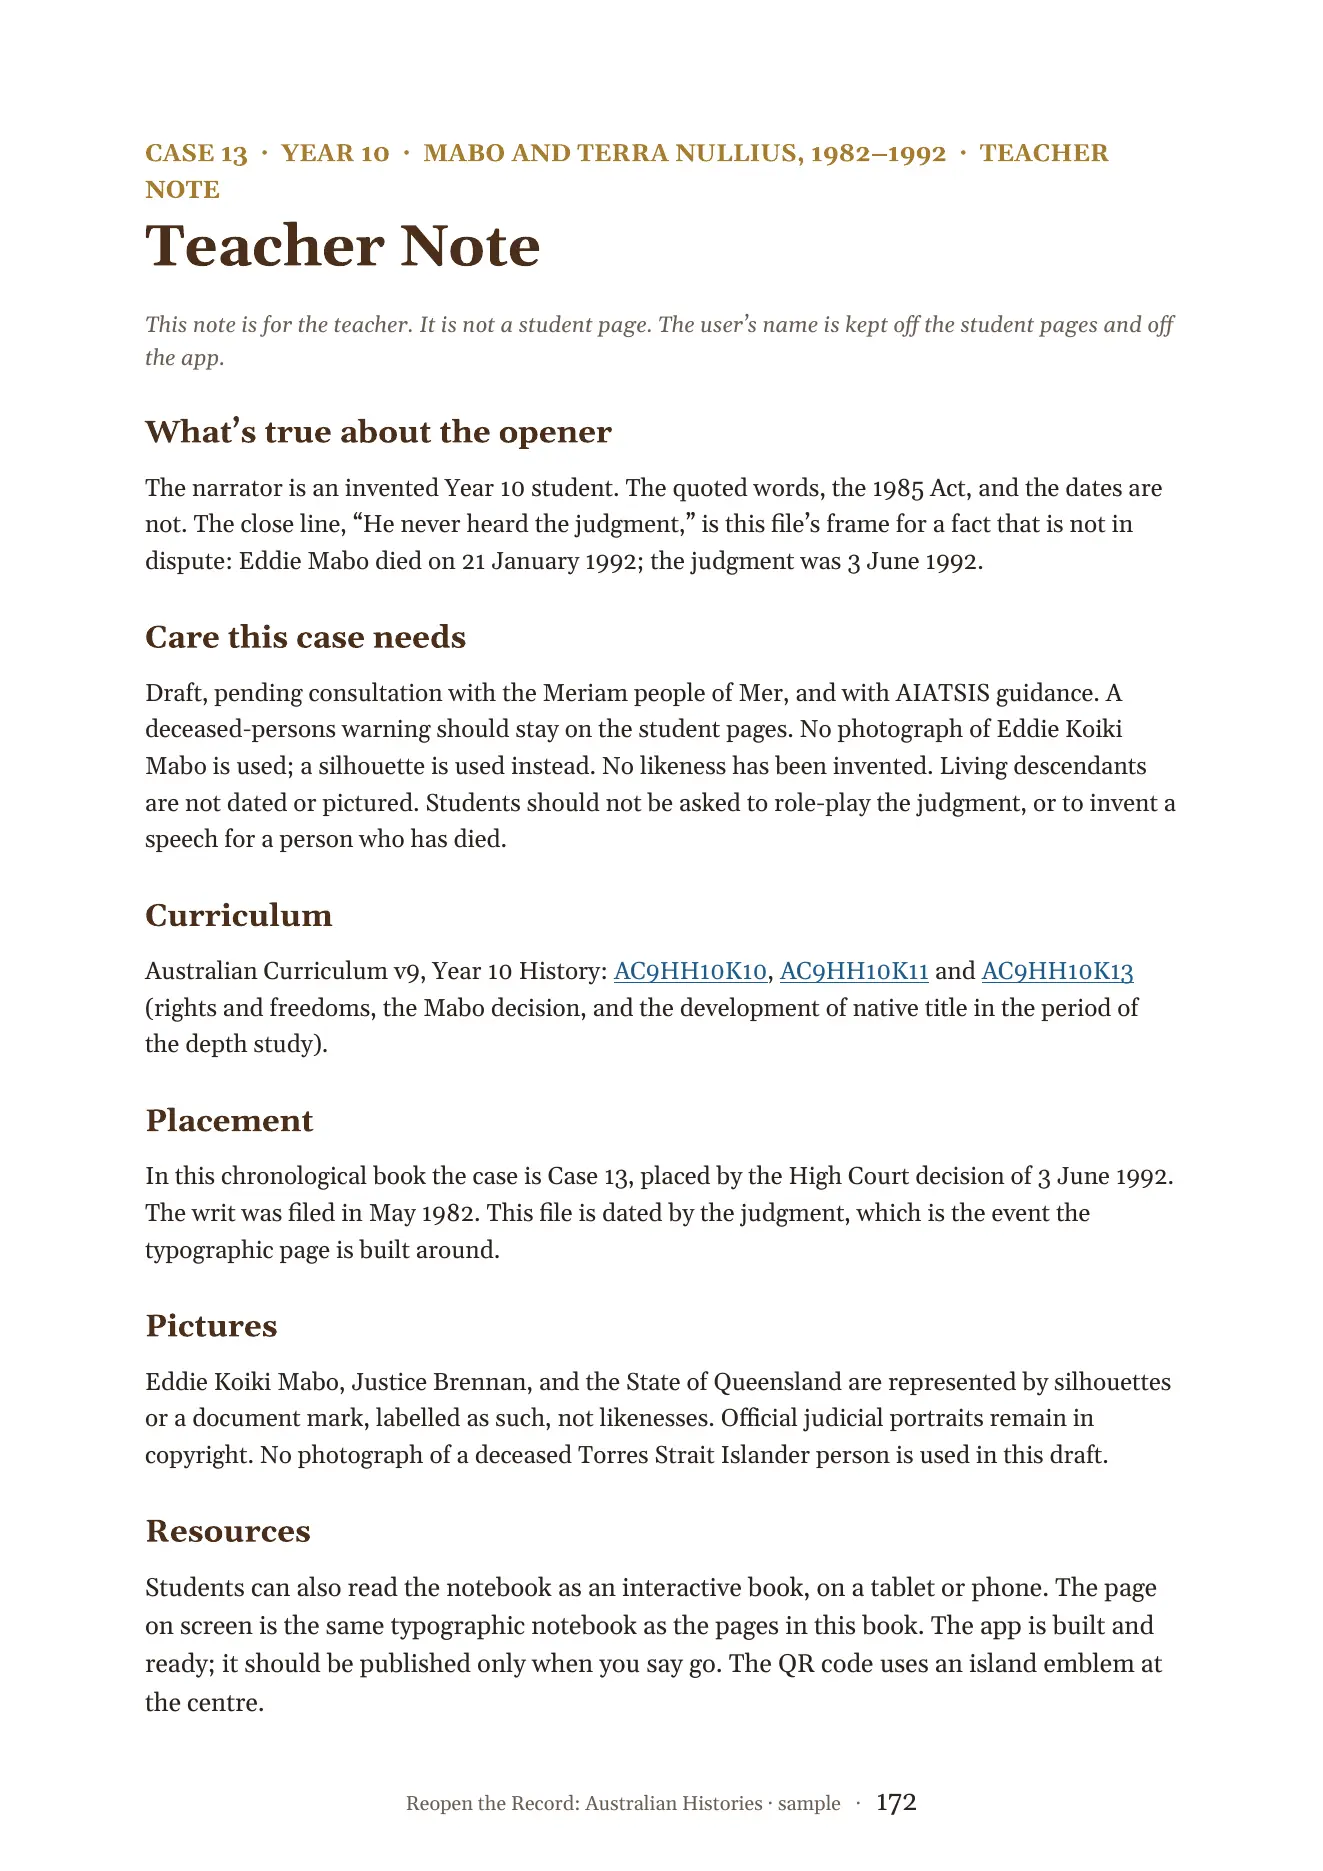 CASE 13 · YEAR 10 · MABO AND TERRA NULLIUS, 1982–1992 · TEACHER
NOTE
Teacher Note
This note is for the teacher. It is not a student page. The user’s name is kept off the student pages and off
the app.
What’s true about the opener
The narrator is an invented Year 10 student. The quoted words, the 1985 Act, and the dates are
not. The close line, “He never heard the judgment,” is this file’s frame for a fact that is not in
dispute: Eddie Mabo died on 21 January 1992; the judgment was 3 June 1992.
Care this case needs
Draft, pending consultation with the Meriam people of Mer, and with AIATSIS guidance. A
deceased-persons warning should stay on the student pages. No photograph of Eddie Koiki
Mabo is used; a silhouette is used instead. No likeness has been invented. Living descendants
are not dated or pictured. Students should not be asked to role-play the judgment, or to invent a
speech for a person who has died.
Curriculum
Australian Curriculum v9, Year 10 History: AC9HH10K10, AC9HH10K11 and AC9HH10K13
(rights and freedoms, the Mabo decision, and the development of native title in the period of
the depth study).
Placement
In this chronological book the case is Case 13, placed by the High Court decision of 3 June 1992.
The writ was filed in May 1982. This file is dated by the judgment, which is the event the
typographic page is built around.
Pictures
Eddie Koiki Mabo, Justice Brennan, and the State of Queensland are represented by silhouettes
or a document mark, labelled as such, not likenesses. Official judicial portraits remain in
copyright. No photograph of a deceased Torres Strait Islander person is used in this draft.
Resources
Students can also read the notebook as an interactive book, on a tablet or phone. The page
on screen is the same typographic notebook as the pages in this book. The app is built and
ready; it should be published only when you say go. The QR code uses an island emblem at
the centre.
Reopen the Record: Australian Histories · sample · 172